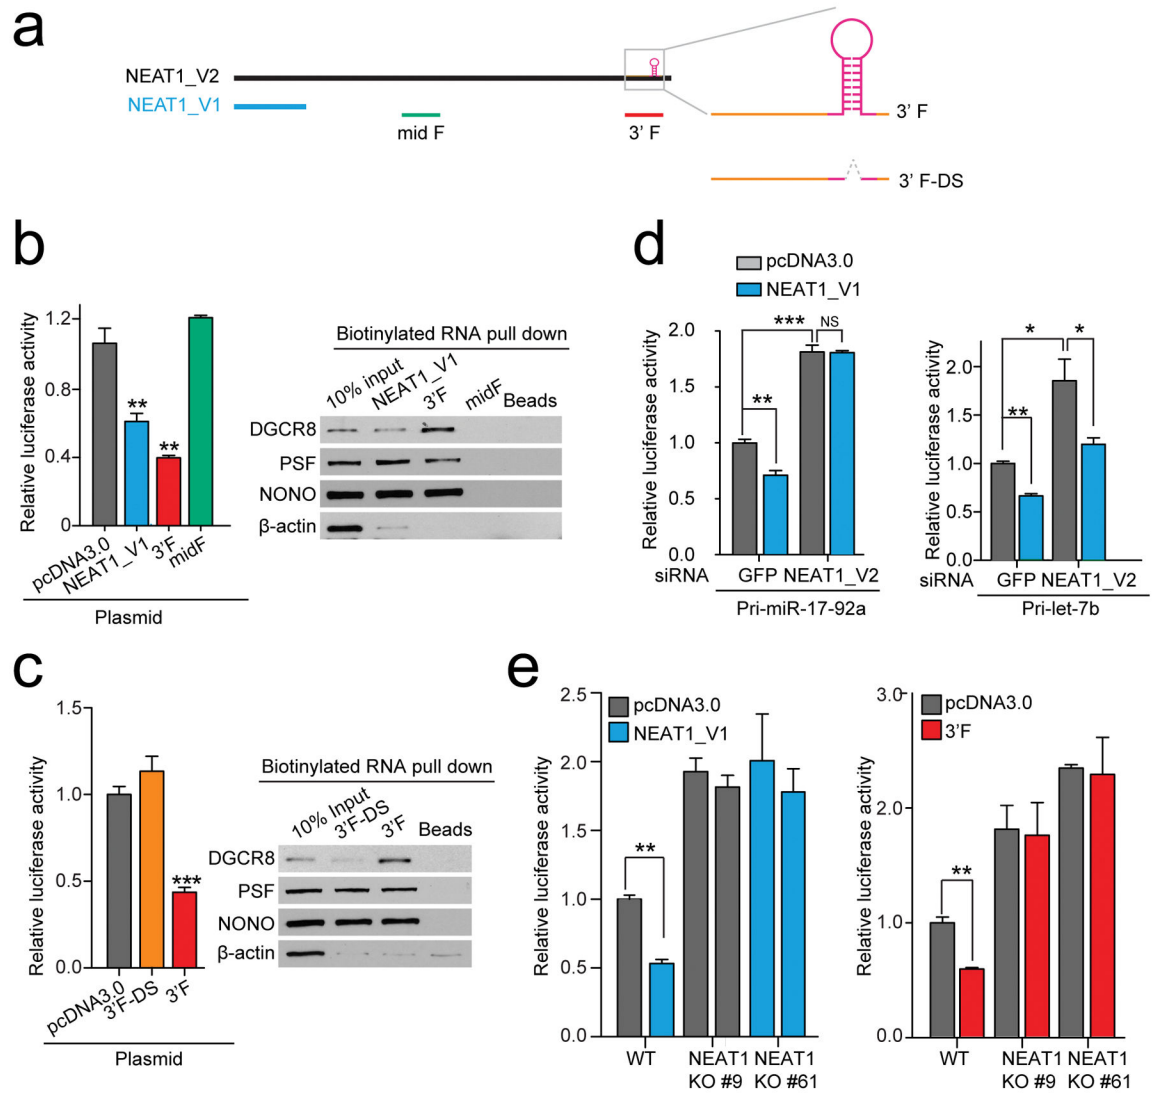 a
NEAT1_V2
NEAT1_V1
mid F
3’ F
3’ F
3’ F-DS
b
Relative luciferase activity
1.2
0.8
0.4
0
pcDNA3.0
NEAT1_V1
3’F
midF
Plasmid
Biotinylated RNA pull down
10% input
NEAT1_V1
3’F
midF
Beads
DGCR8
PSF
NONO
β-actin
c
Relative luciferase activity
1.5
1.0
0.5
0.0
**
**
***
pcDNA3.0
3’F-DS
3’F
Plasmid
Biotinylated RNA pull down
10% Input
3’F-DS
3’F
Beads
DGCR8
PSF
NONO
β-actin
d
pcDNA3.0
NEAT1_V1
Relative luciferase activity
2.0
1.5
1.0
0.5
0.0
*** NS
**
siRNA GFP NEAT1_V2
Pri-miR-17-92a
Relative luciferase activity
2.0
1.5
1.0
0.5
0.0
* *
**
siRNA GFP NEAT1_V2
Pri-let-7b
e
pcDNA3.0
NEAT1_V1
Relative luciferase activity
2.5
2.0
1.5
1.0
0.5
0.0
**
WT NEAT1 NEAT1
KO #9 KO #61
pcDNA3.0
3’F
Relative luciferase activity
3.0
2.0
1.0
0.0
**
WT NEAT1 NEAT1
KO #9 KO #61